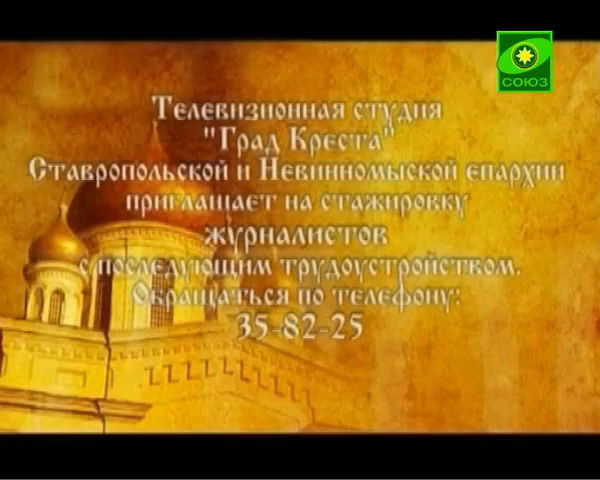 СОЮЗ
Телевизионная студия
"Град Креста"
Ставропольской и Невинномыской епархии
приглашает на стажировку
журналистов
с последующим трудоустройством.
Обращаться по телефону:
35-82-25